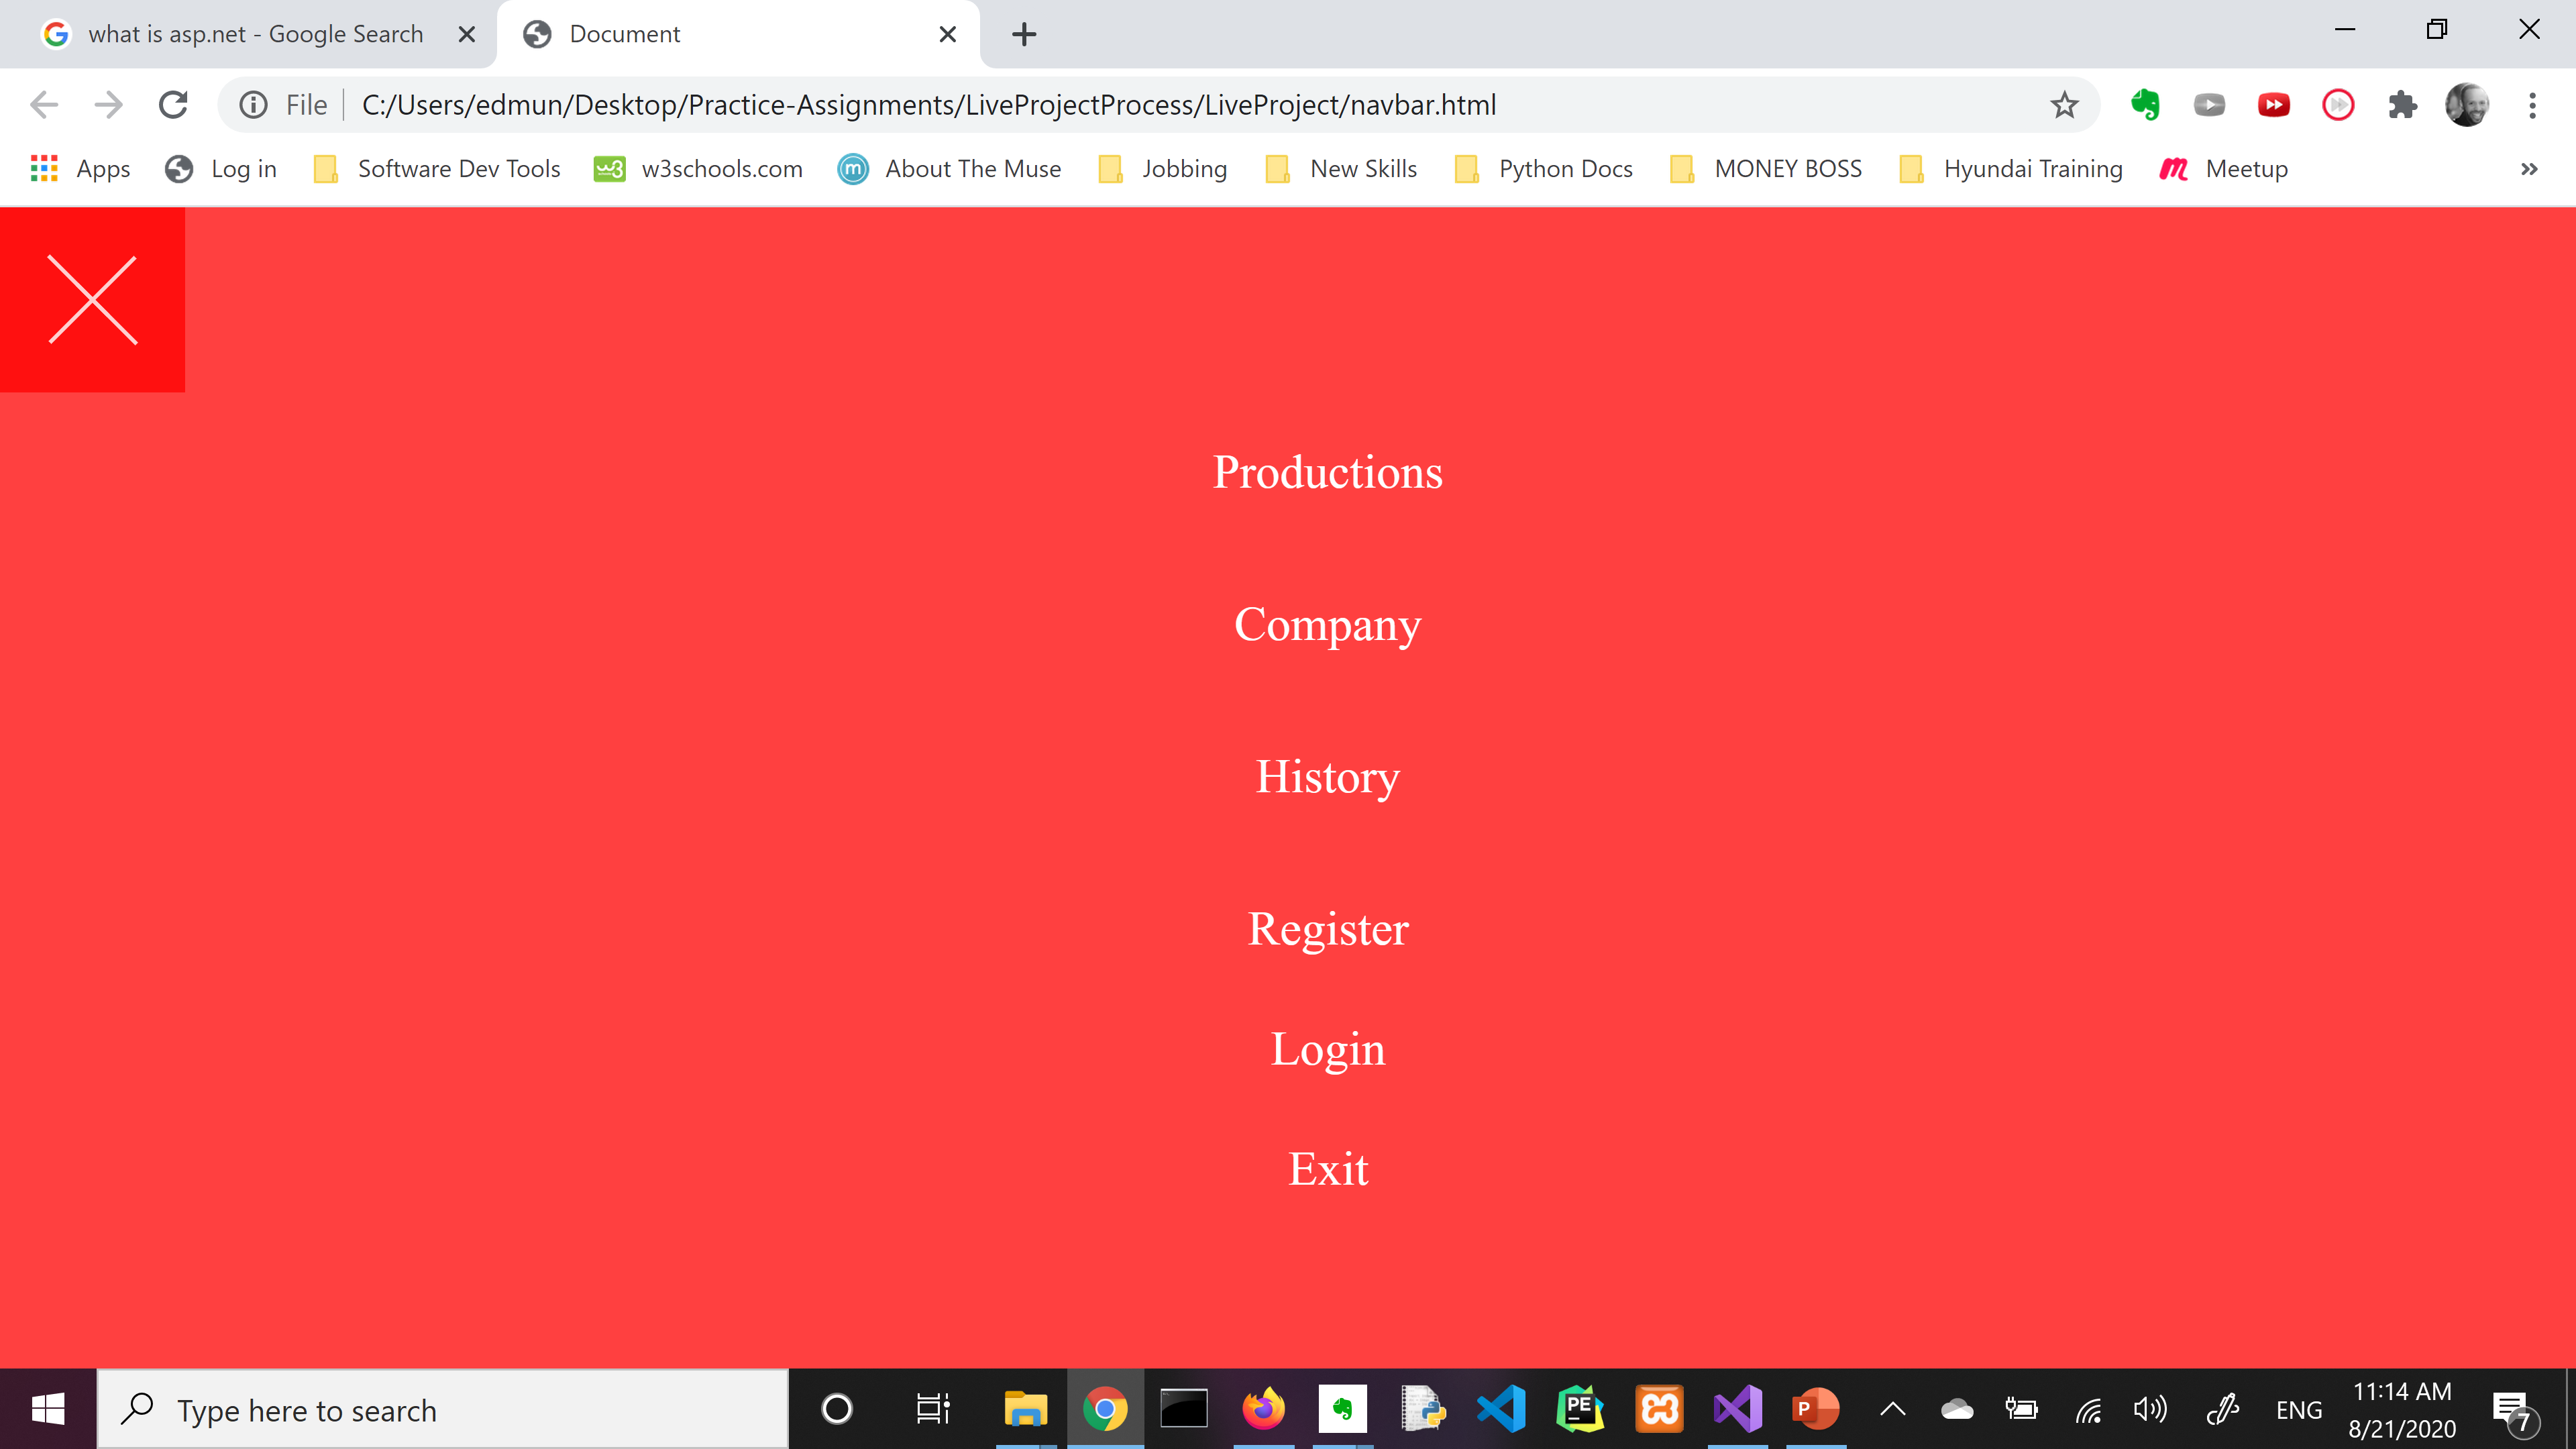 what is asp.net - Google Search
Document
File C:/Users/edmun/Desktop/Practice-Assignments/LiveProjectProcess/LiveProject/navbar.html
Apps Log in Software Dev Tools w3schools.com About The Muse Jobbing New Skills Python Docs MONEY BOSS Hyundai Training Meetup »
Productions
Company
History
Register
Login
Exit
Type here to search
PE
P
ENG
11:14 AM
8/21/2020
7